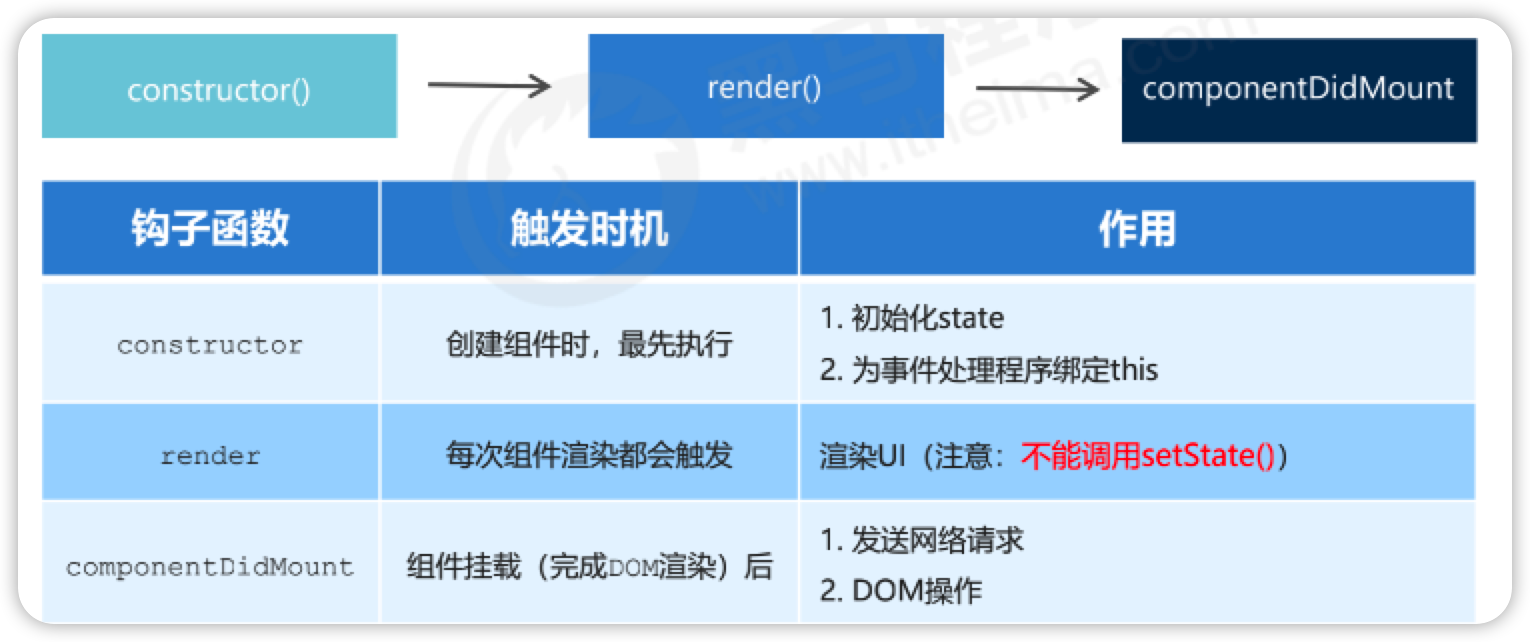 constructor()
render()
componentDidMount
钩子函数
触发时机
作用
constructor
创建组件时，最先执行
1. 初始化state
2. 为事件处理程序绑定this
render
每次组件渲染都会触发
渲染UI（注意：不能调用setState()）
componentDidMount
组件挂载（完成DOM渲染）后
1. 发送网络请求
2. DOM操作
www.itheima.com